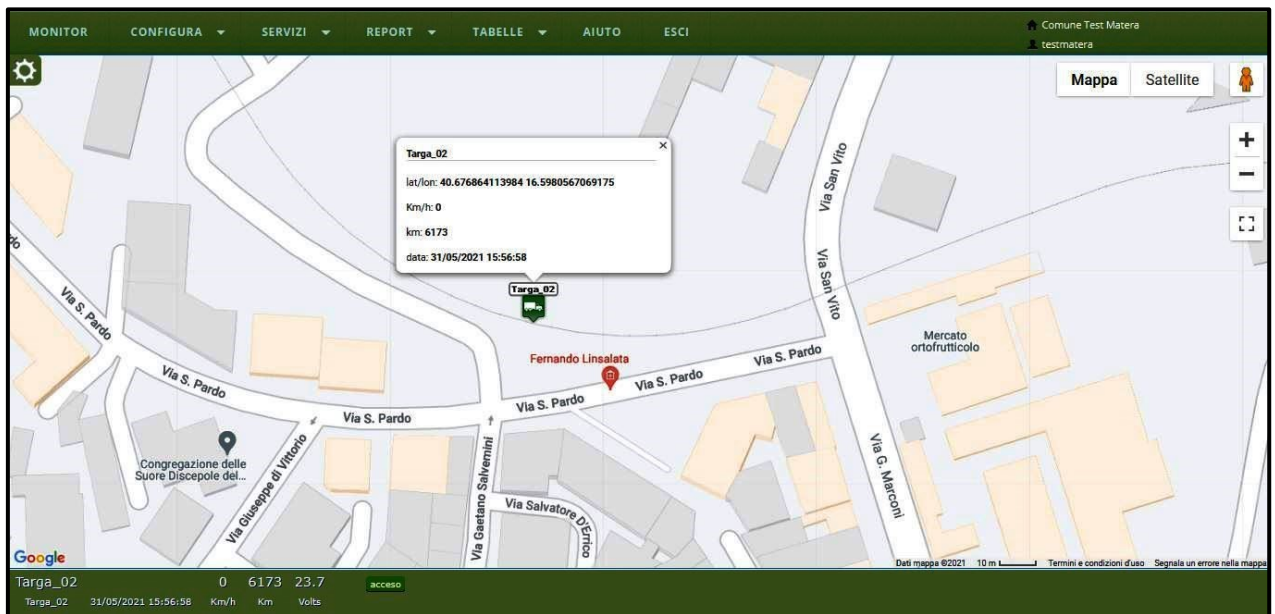 MONITOR CONFIGURA SERVIZI REPORT TABELLE AIUTO ESCI
Comune Test Matera
testmatera
Mappa Satellite
Targa_02
lat/lon: 40.676864113984 16.5980567069175
Km/h: 0
km: 6173
data: 31/05/2021 15:56:58
Targa_02
Via San Vito
Via San Vito
Pardo
Via S. Pardo
Via S. Pardo
Via S. Pardo
Via S. Pardo
Via S. Pardo
Via S. Pardo
Fernando Linsalata
Mercato
ortofrutticolo
Congregazione delle
Suore Discepole del...
Via Giuseppe di Vittorio
Via Gaetano Salvemini
Via Salvatore D'Errico
Via G. Marconi
Google
Dati mappa ©2021 10 m Termini e condizioni d'uso Segnala un errore nella mappa
Targa_02 0 6173 23.7 acceso
Targa_02 31/05/2021 15:56:58 Km/h Km Volts